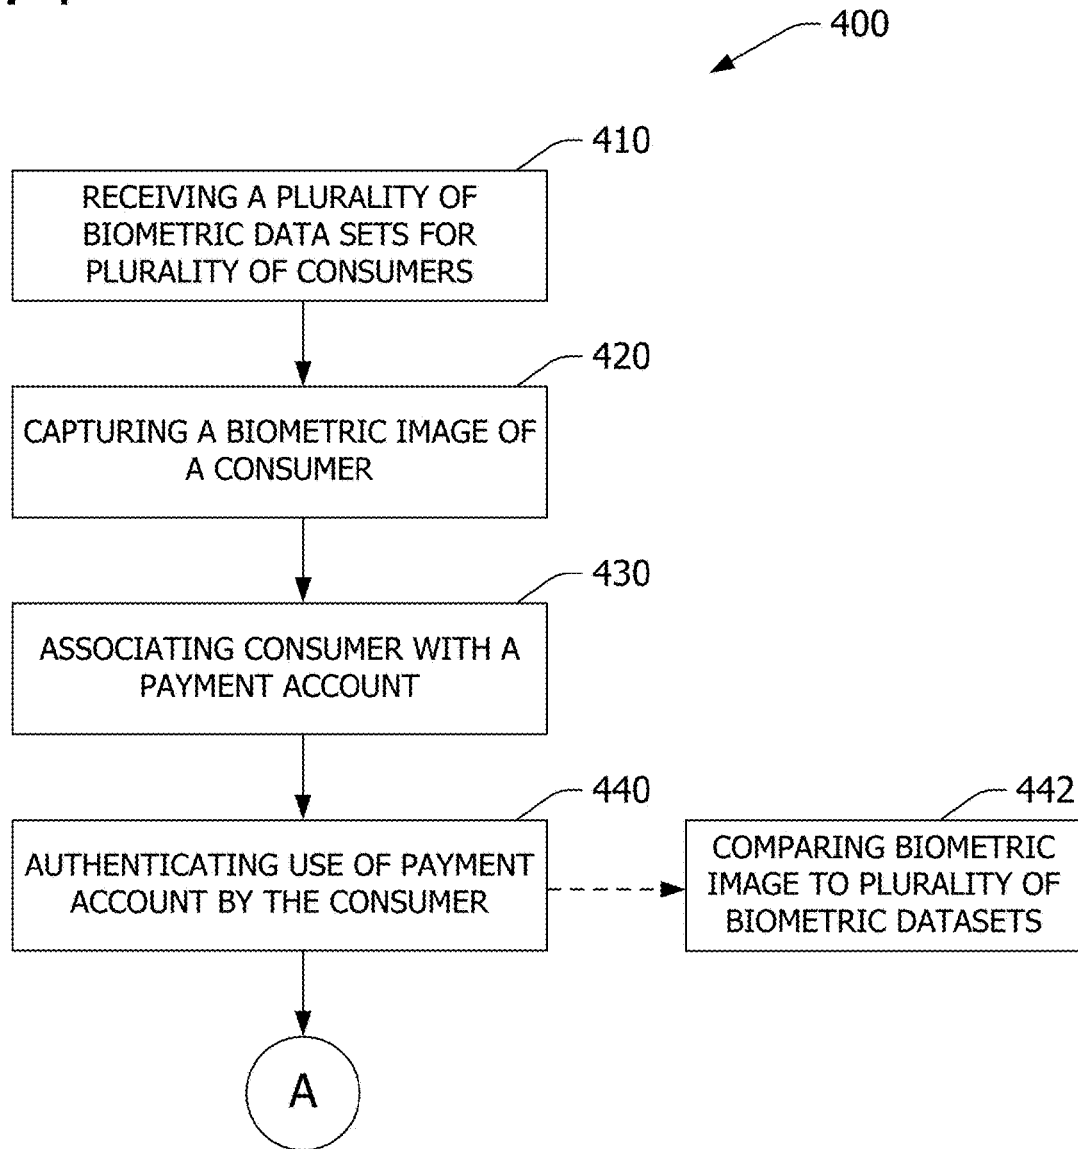 400
410
RECEIVING A PLURALITY OF
BIOMETRIC DATA SETS FOR
PLURALITY OF CONSUMERS
420
CAPTURING A BIOMETRIC IMAGE OF
A CONSUMER
430
ASSOCIATING CONSUMER WITH A
PAYMENT ACCOUNT
440
AUTHENTICATING USE OF PAYMENT
ACCOUNT BY THE CONSUMER
442
COMPARING BIOMETRIC
IMAGE TO PLURALITY OF
BIOMETRIC DATASETS
A